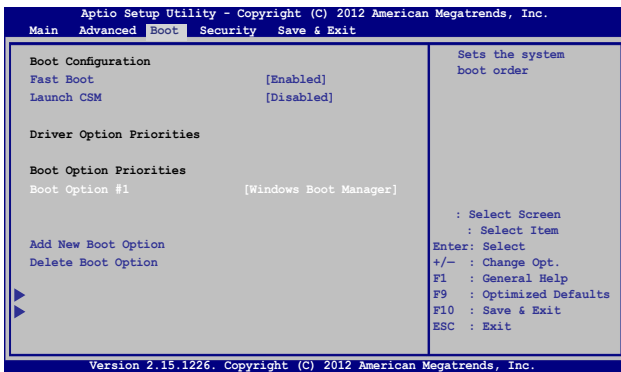 Aptio Setup Utility - Copyright (C) 2012 American Megatrends, Inc.
Main Advanced Boot Security Save & Exit
Boot Configuration
Fast Boot [Enabled]
Launch CSM [Disabled]
Driver Option Priorities
Boot Option Priorities
Boot Option #1 [Windows Boot Manager]
Add New Boot Option
Delete Boot Option
Sets the system
boot order
: Select Screen
: Select Item
Enter: Select
+/— : Change Opt.
F1 : General Help
F9 : Optimized Defaults
F10 : Save & Exit
ESC : Exit
Version 2.15.1226. Copyright (C) 2012 American Megatrends, Inc.